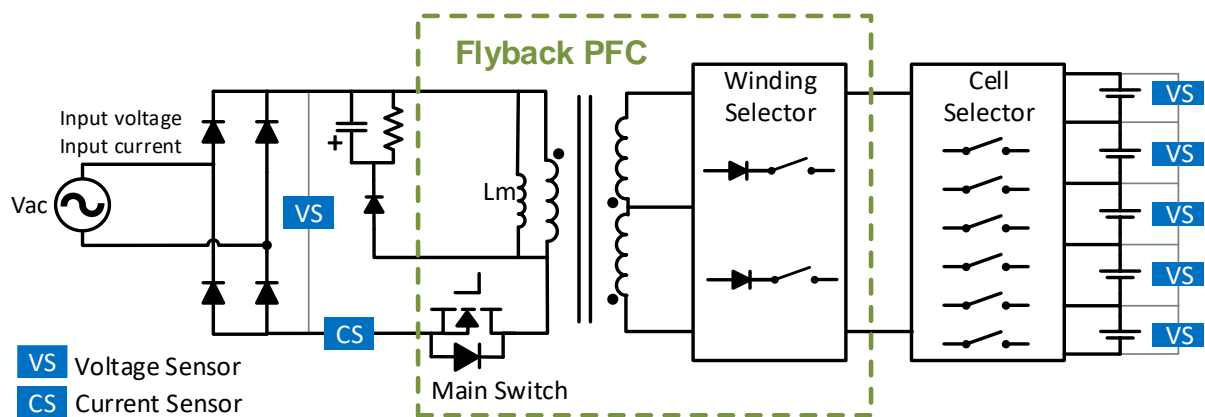 Flyback PFC
Winding
Selector
Cell
Selector
VS
Input voltage
Input current
+
Lm
VS
Vac
VS
VS
VS
CS
VS
Main Switch
VS Voltage Sensor
CS Current Sensor